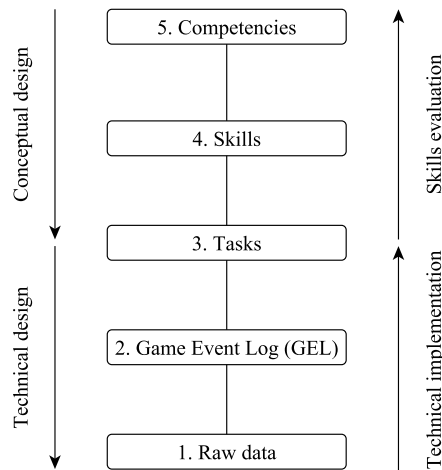 5. Competencies
4. Skills
3. Tasks
2. Game Event Log (GEL)
1. Raw data
Conceptual design
Technical design
Skills evaluation
Technical implementation